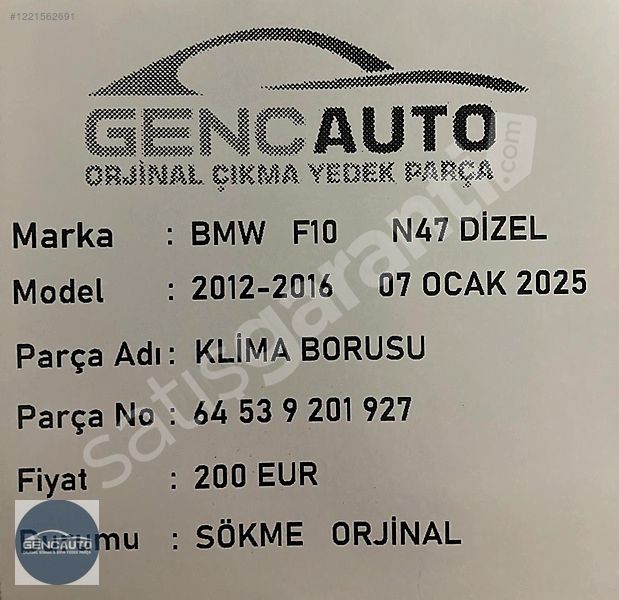 #1221562691
GENCAUTO
ORJİNAL ÇIKMA YEDEK PARÇA
Marka : BMW F10 N47 DİZEL
Model : 2012-2016 07 OCAK 2025
Parça Adı : KLİMA BORUSU
Parça No : 64 53 9 201 927
Fiyat : 200 EUR
Durumu : SÖKME ORJİNAL
satışgaranti.com
GENCAUTO